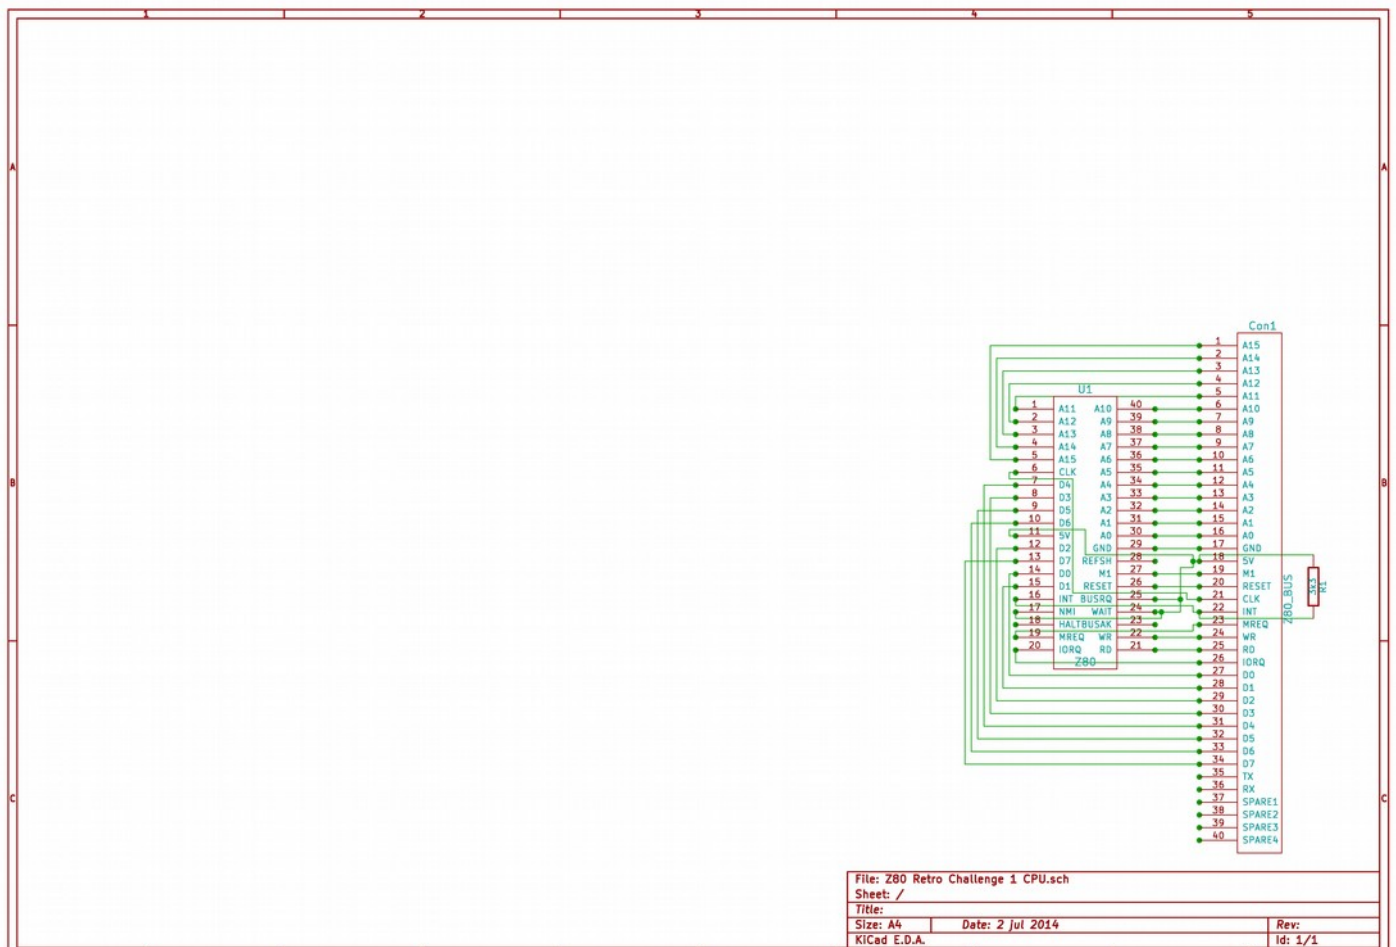 1 2 3 4 5
A A
B B
C C
Con1
1 A15
2 A14
3 A13
4 A12
5 A11
6 A10
7 A9
8 A8
9 A7
10 A6
11 A5
12 A4
13 A3
14 A2
15 A1
16 A0
17 GND
18 5V
19 M1
20 RESET
21 CLK
22 INT
23 MREQ
24 WR
25 RD
26 IORQ
27 D0
28 D1
29 D2
30 D3
31 D4
32 D5
33 D6
34 D7
35 TX
36 RX
37 SPARE1
38 SPARE2
39 SPARE3
40 SPARE4
Z80_BUS
3k3
R1
U1
1 A11 A10 40
2 A12 A9 39
3 A13 A8 38
4 A14 A7 37
5 A15 A6 36
6 CLK A5 35
7 D4 A4 34
8 D3 A3 33
9 D5 A2 32
10 D6 A1 31
11 5V A0 30
12 D2 GND 29
13 D7 REFSH 28
14 D0 M1 27
15 D1 RESET 26
16 INT BUSRQ 25
17 NMI WAIT 24
18 HALTBUSAK 23
19 MREQ WR 22
20 IORQ RD 21
Z80
File: Z80 Retro Challenge 1 CPU.sch
Sheet: /
Title:
Size: A4 Date: 2 jul 2014 Rev:
KiCad E.D.A. Id: 1/1